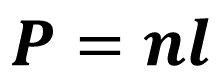 P = nl